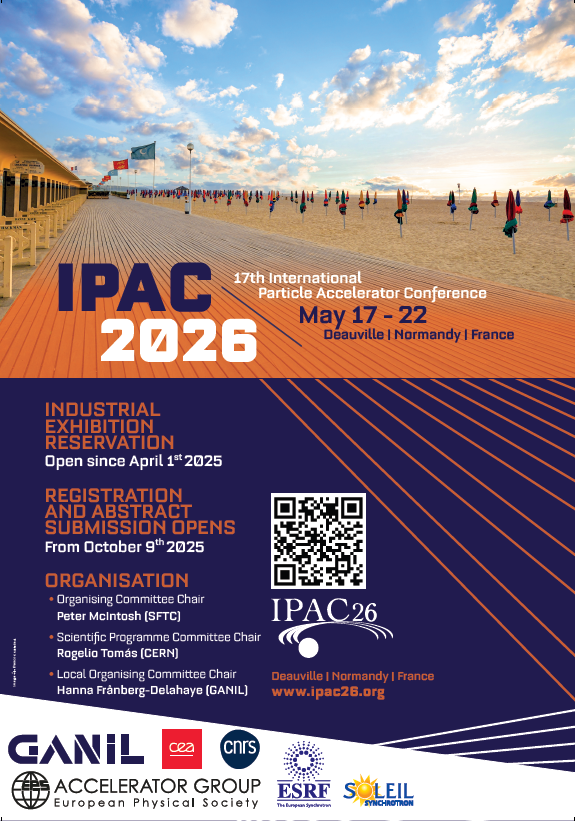 IPAC
2026
17th International
Particle Accelerator Conference
May 17 - 22
Deauville | Normandy | France
INDUSTRIAL
EXHIBITION
RESERVATION
Open since April 1st 2025
REGISTRATION
AND ABSTRACT
SUBMISSION OPENS
From October 9th 2025
ORGANISATION
• Organising Committee Chair
Peter McIntosh (SFTC)
• Scientific Programme Committee Chair
Rogelio Tomás (CERN)
• Local Organising Committee Chair
Hanna Frånberg-Delahaye (GANIL)
IPAC26
Deauville | Normandy | France
www.ipac26.org
GANIL
cea
cnrs
EPS ACCELERATOR GROUP
European Physical Society
ESRF
The European Synchrotron
SOLEIL
SYNCHROTRON